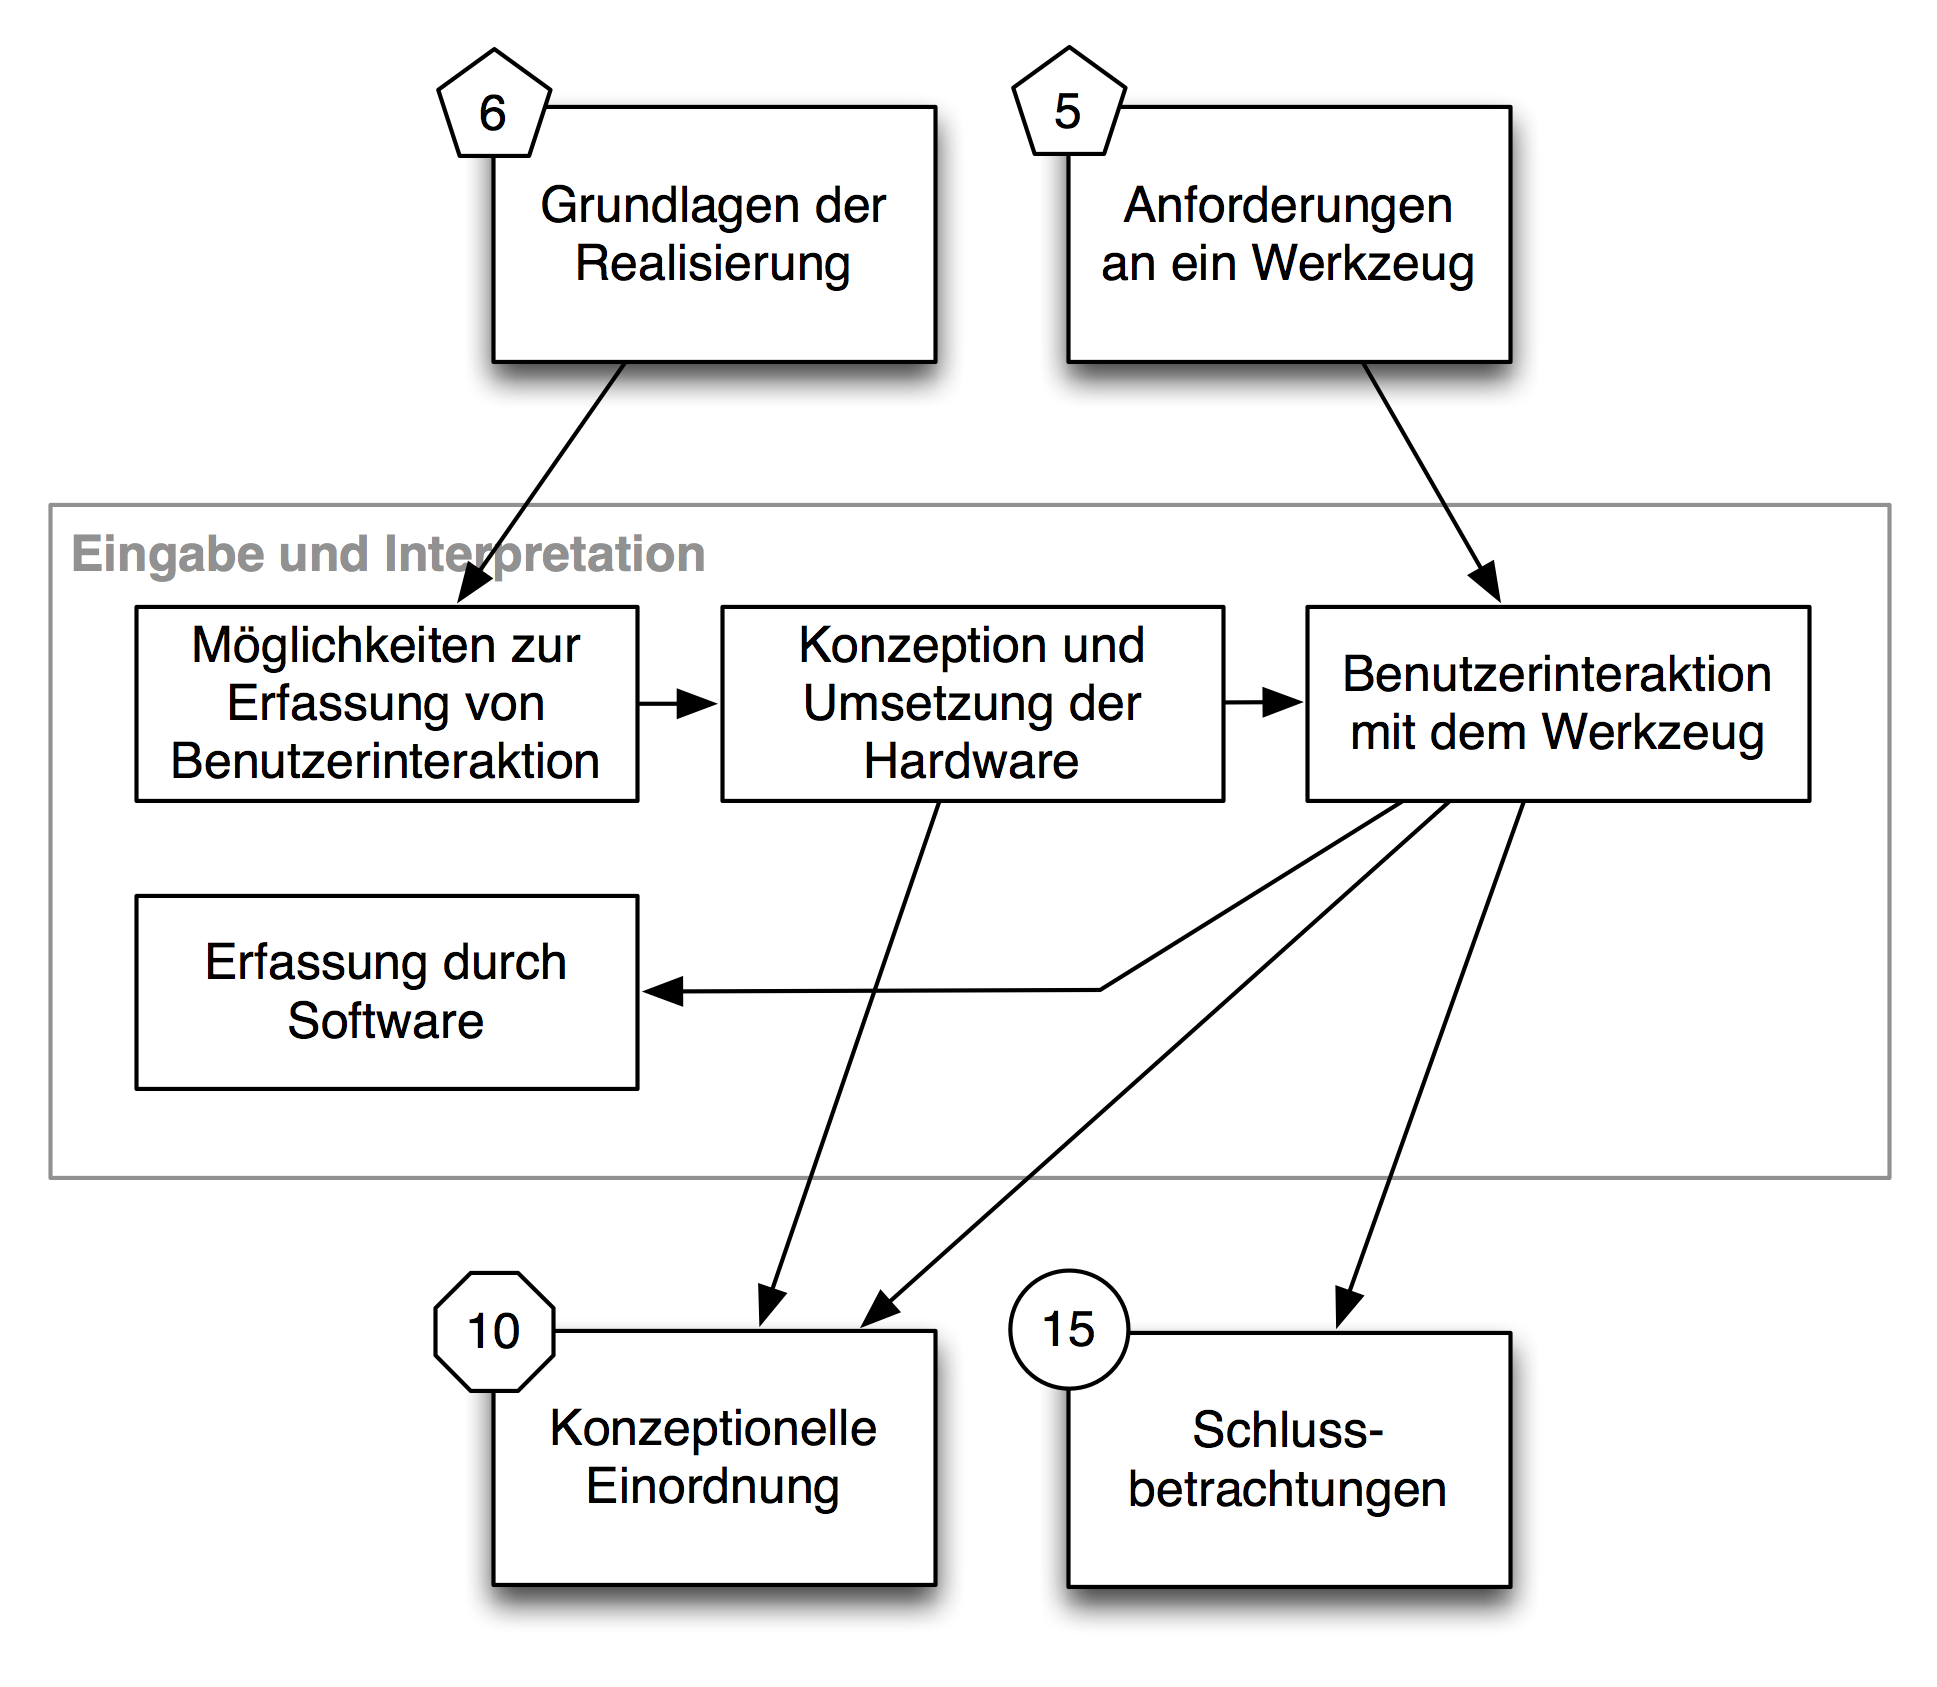 6
Grundlagen der
Realisierung
5
Anforderungen
an ein Werkzeug
Eingabe und Interpretation
Möglichkeiten zur
Erfassung von
Benutzerinteraktion
Konzeption und
Umsetzung der
Hardware
Benutzerinteraktion
mit dem Werkzeug
Erfassung durch
Software
10
Konzeptionelle
Einordnung
15
Schluss-
betrachtungen